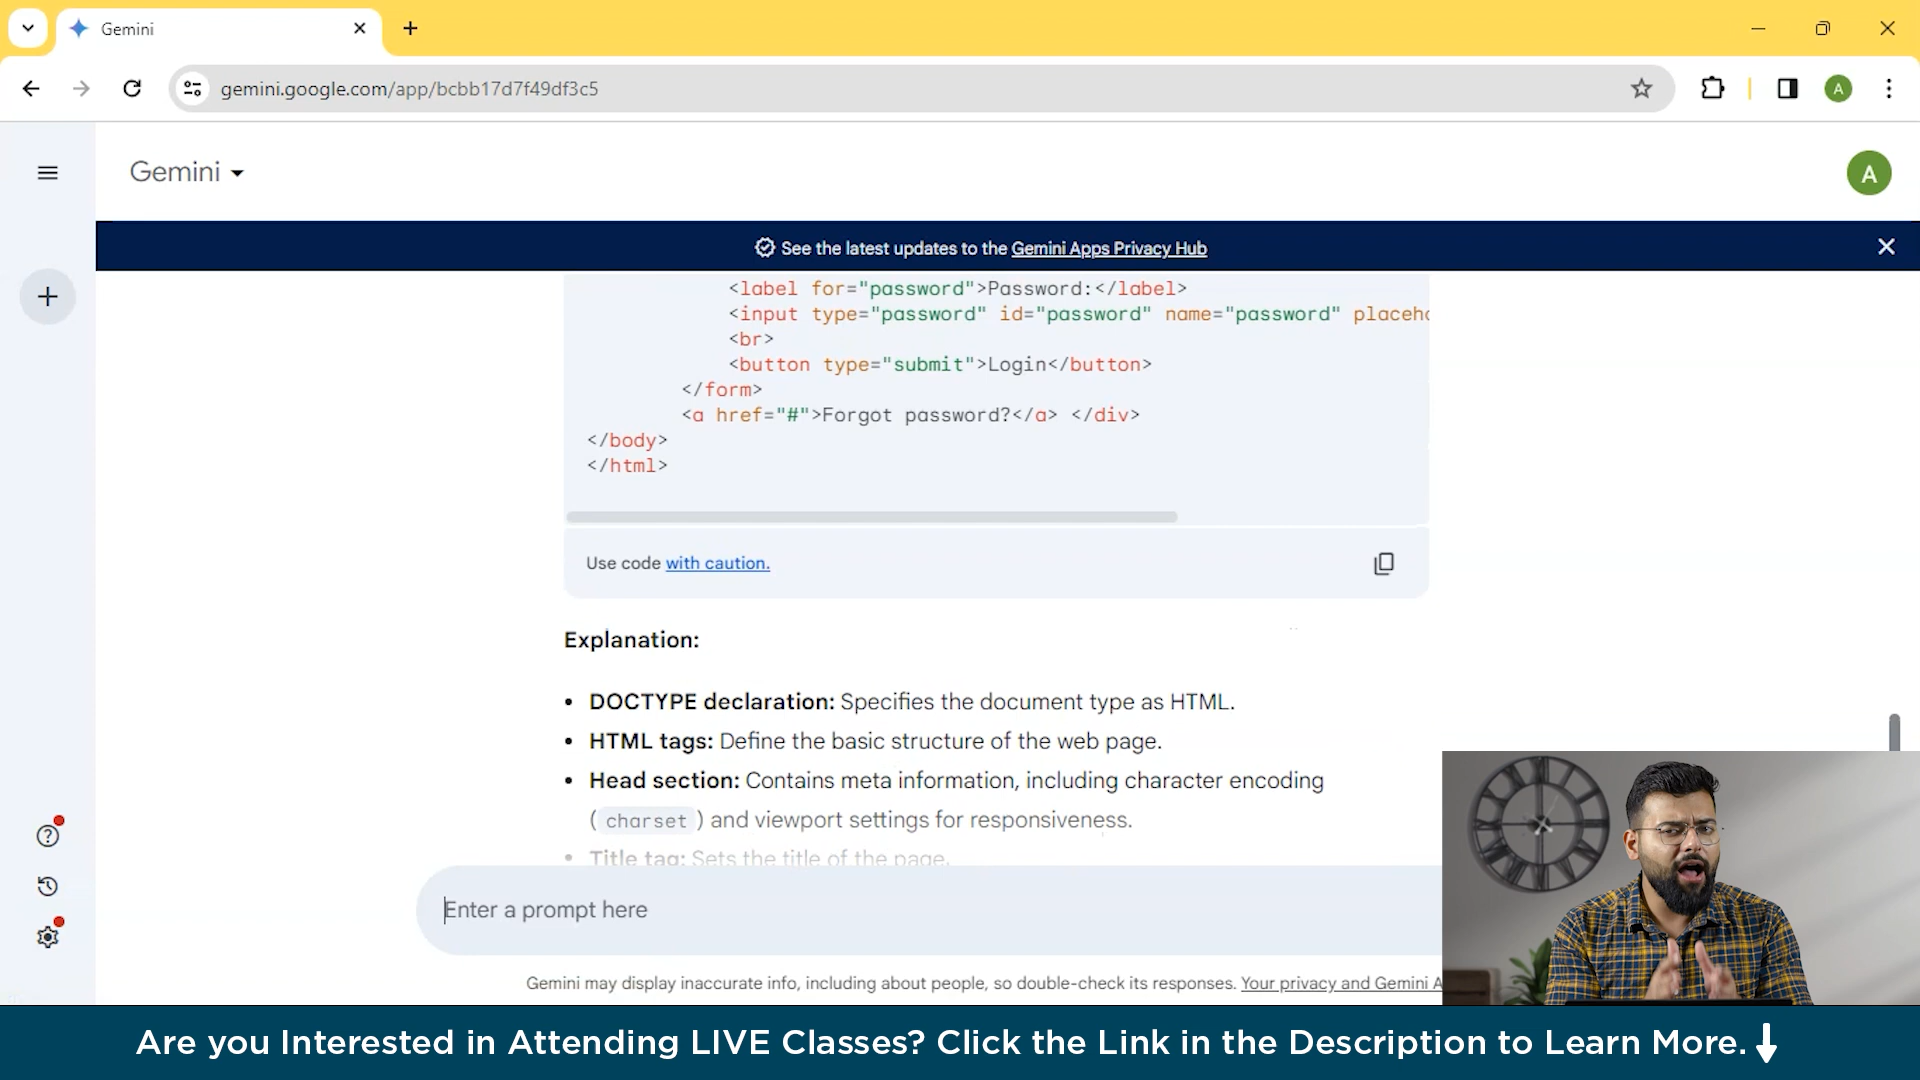 Gemini
gemini.google.com/app/bcbb17d7f49df3c5
A
Gemini
A
See the latest updates to the Gemini Apps Privacy Hub
<label for="password">Password:</label>
<input type="password" id="password" name="password"
<br>
<button type="submit">Login</button>
</form>
<a href="#">Forgot password?</a> </div>
</body>
</html>
Use code with caution.
Explanation:
• DOCTYPE declaration: Specifies the document type as HTML.
• HTML tags: Define the basic structure of the web page.
• Head section: Contains meta information, including character encoding
( charset ) and viewport settings for responsiveness.
• Title tag: Sets the title of the page.
Enter a prompt here
Gemini may display inaccurate info, including about people, so double-check its responses. Your privacy and Gemini A
Are you Interested in Attending LIVE Classes? Click the Link in the Description to Learn More.